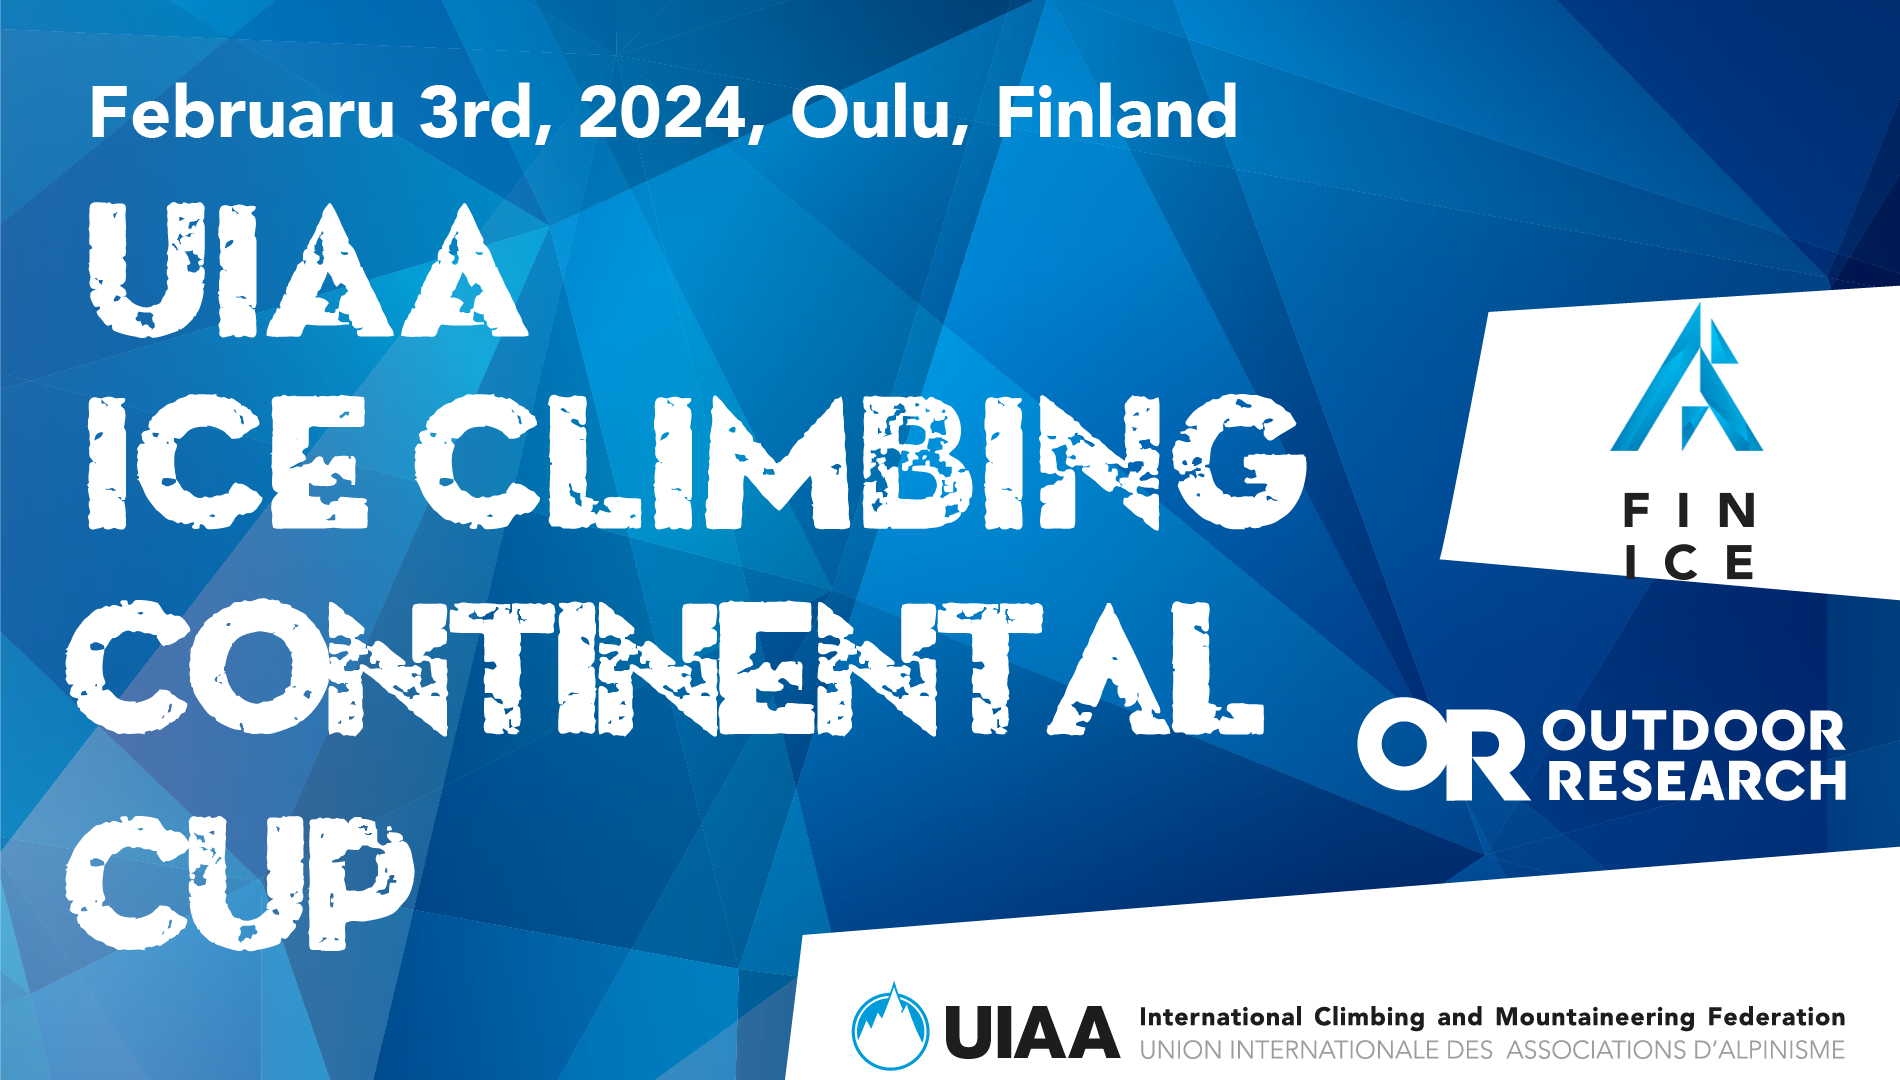 Februaru 3rd, 2024, Oulu, Finland
UIAA
ICE CLIMBING
CONTINENTAL
CUP
FIN
ICE
OR OUTDOOR
RESEARCH
UIAA International Climbing and Mountaineering Federation
UNION INTERNATIONALE DES ASSOCIATIONS D'ALPINISME